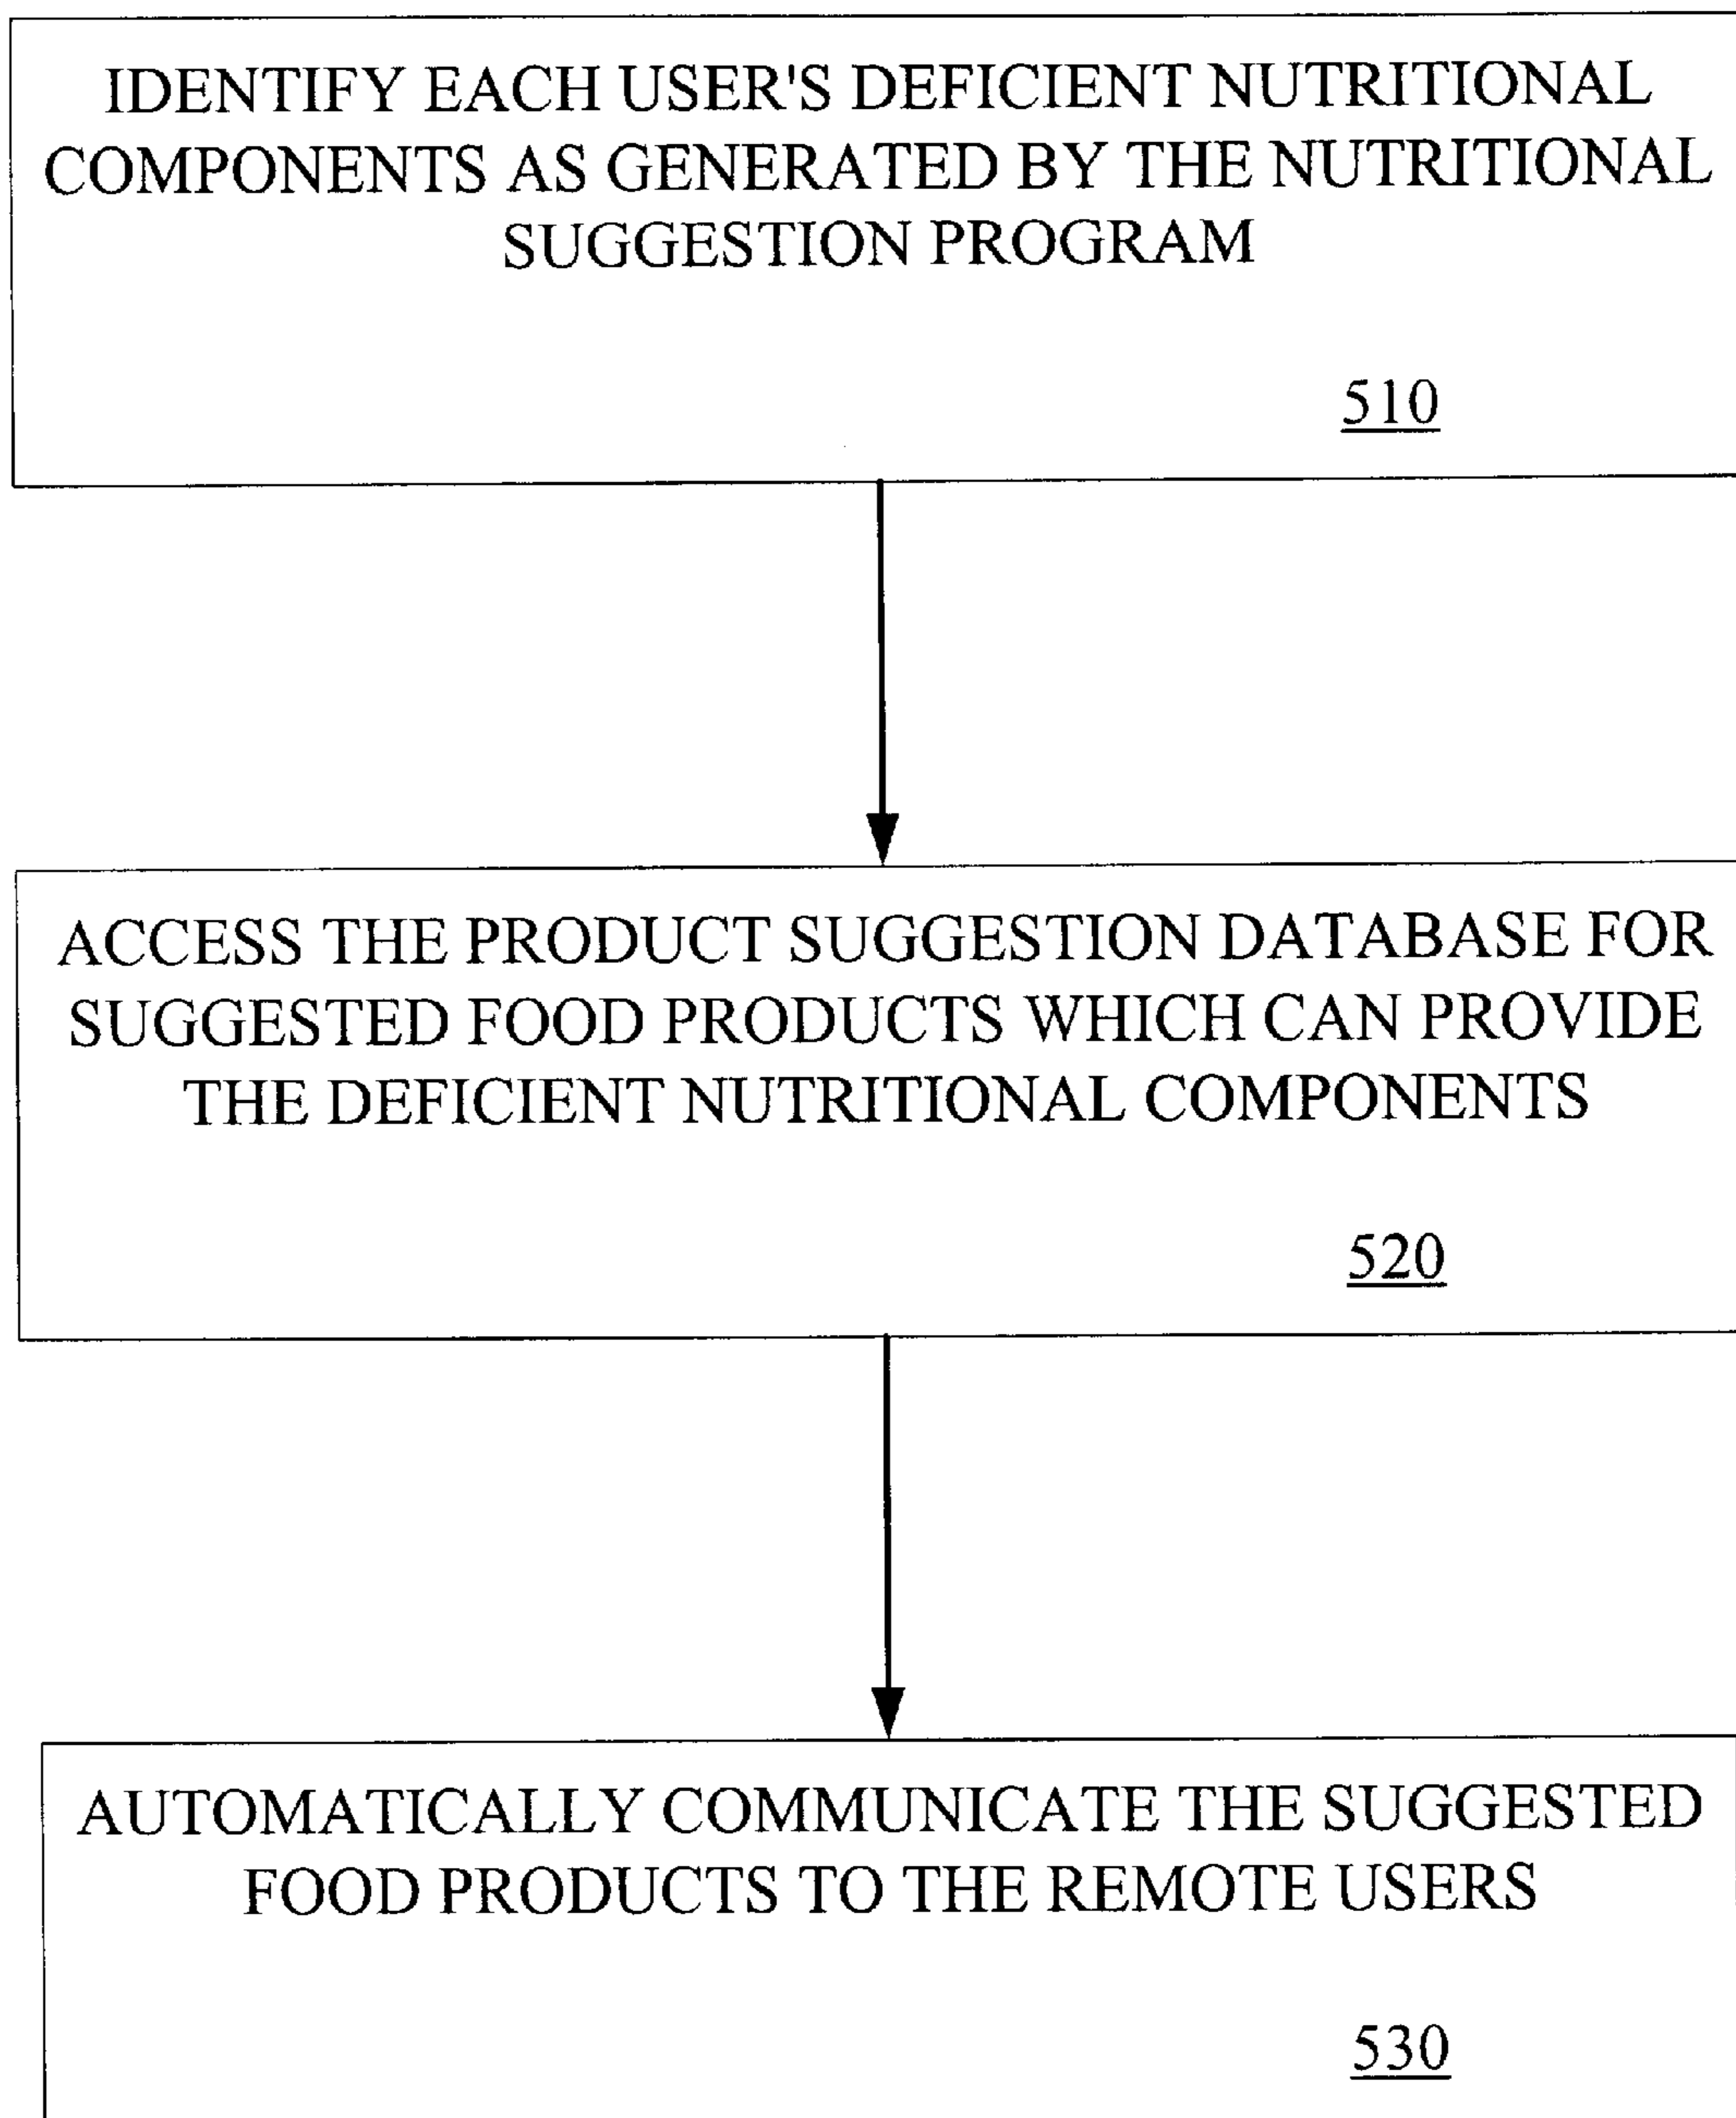 IDENTIFY EACH USER'S DEFICIENT NUTRITIONAL
COMPONENTS AS GENERATED BY THE NUTRITIONAL
SUGGESTION PROGRAM
510
ACCESS THE PRODUCT SUGGESTION DATABASE FOR
SUGGESTED FOOD PRODUCTS WHICH CAN PROVIDE
THE DEFICIENT NUTRITIONAL COMPONENTS
520
AUTOMATICALLY COMMUNICATE THE SUGGESTED
FOOD PRODUCTS TO THE REMOTE USERS
530